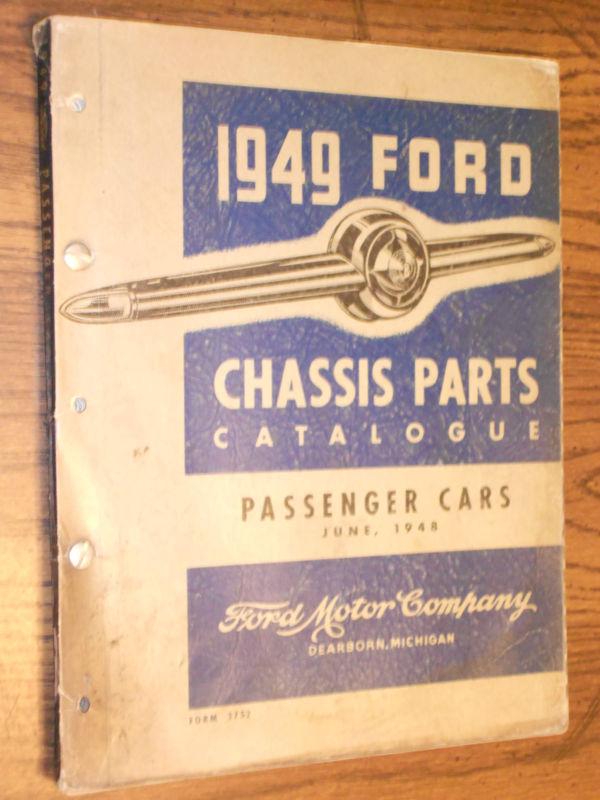 1949 FORD
CHASSIS PARTS
CATALOGUE
PASSENGER CARS
JUNE, 1948
Ford Motor Company
DEARBORN, MICHIGAN
FORM 3752